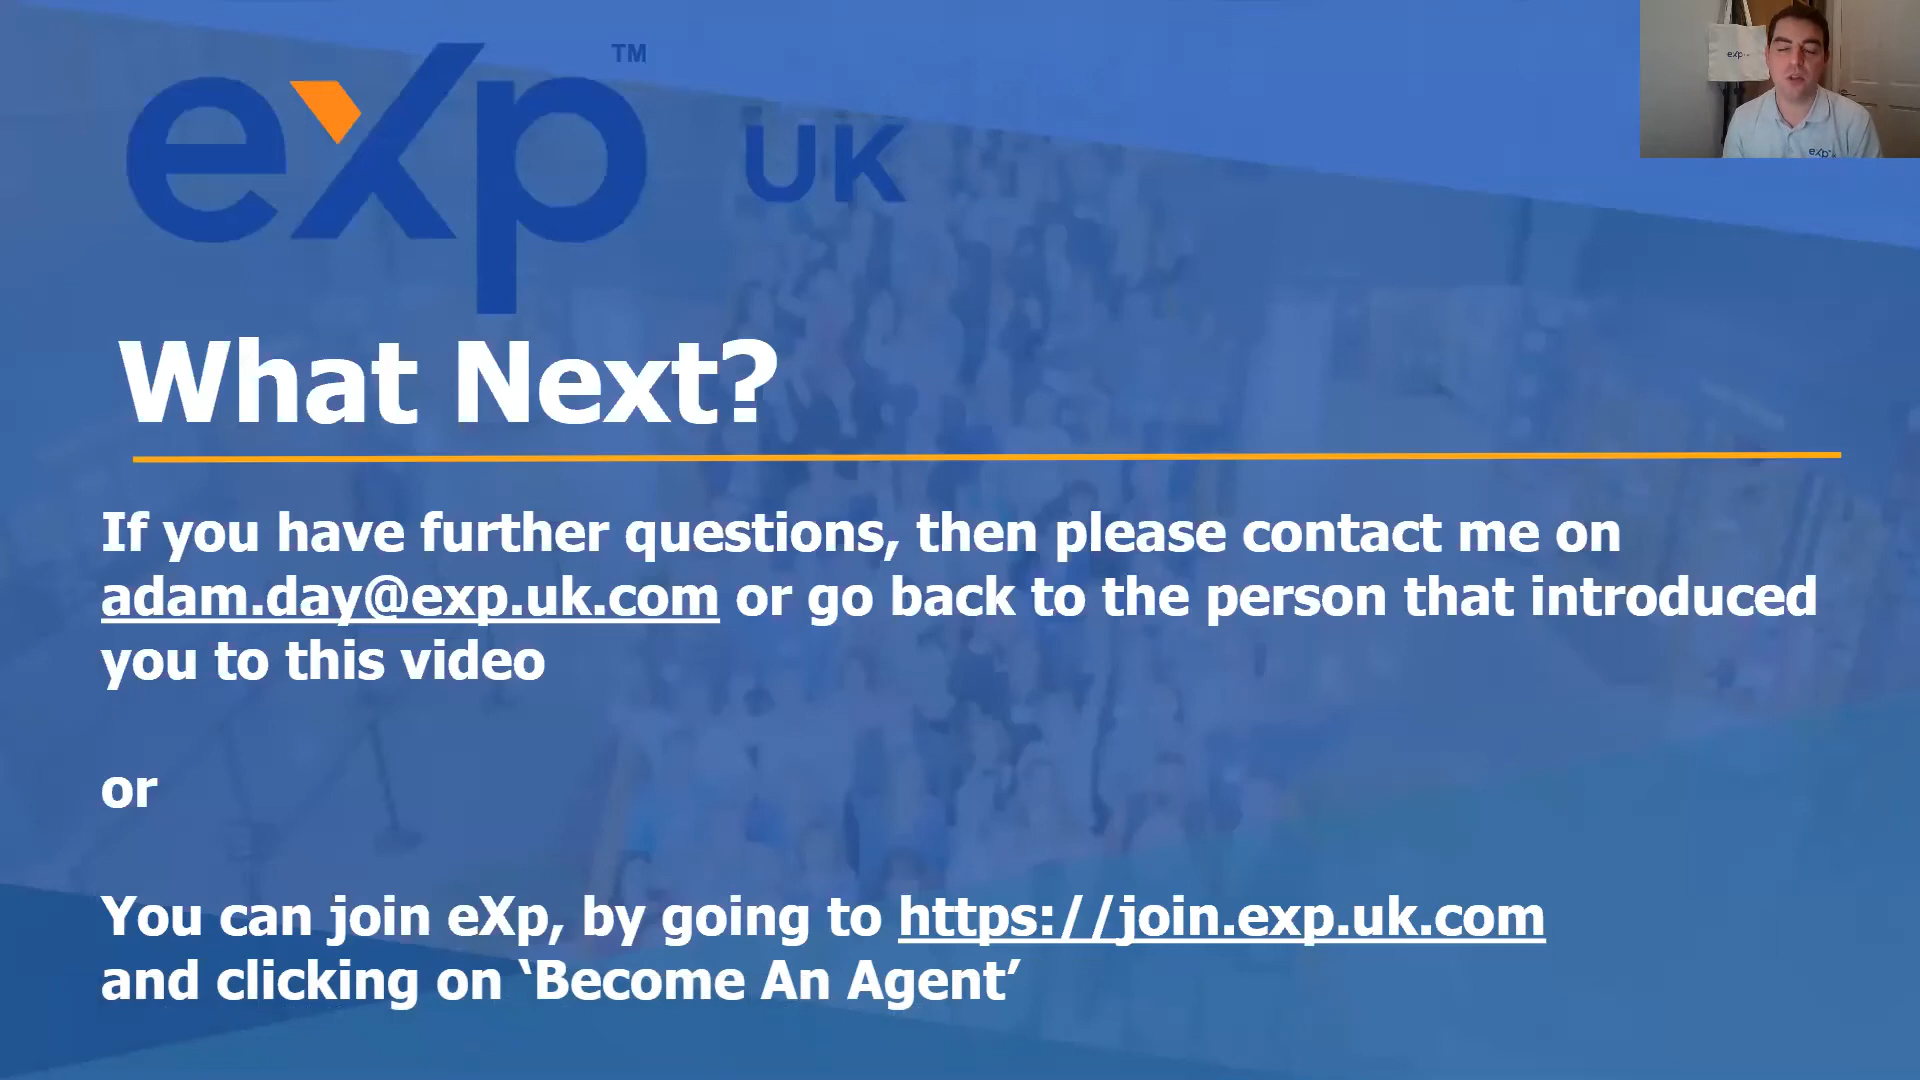 eXp™ UK
What Next?
If you have further questions, then please contact me on
adam.day@exp.uk.com or go back to the person that introduced
you to this video
or
You can join eXp, by going to https://join.exp.uk.com
and clicking on ‘Become An Agent’
eXp
eXp